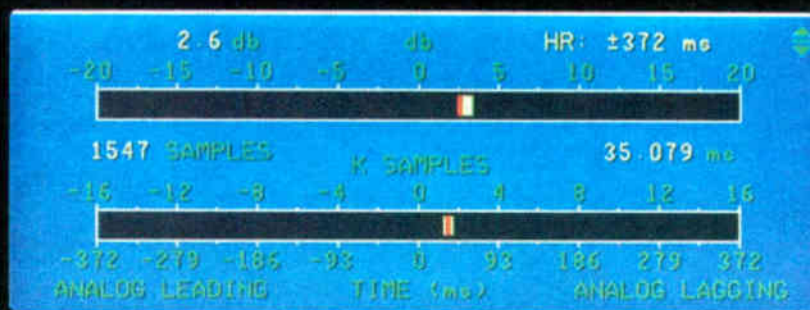 2.6 db db HR: ±372 ms
-20 -15 -10 -5 0 5 10 15 20
1547 SAMPLES K SAMPLES 35.079 ms
-16 -12 -8 -4 0 4 8 12 16
-372 -279 -186 -93 0 93 186 279 372
ANALOG LEADING TIME (ms) ANALOG LAGGING